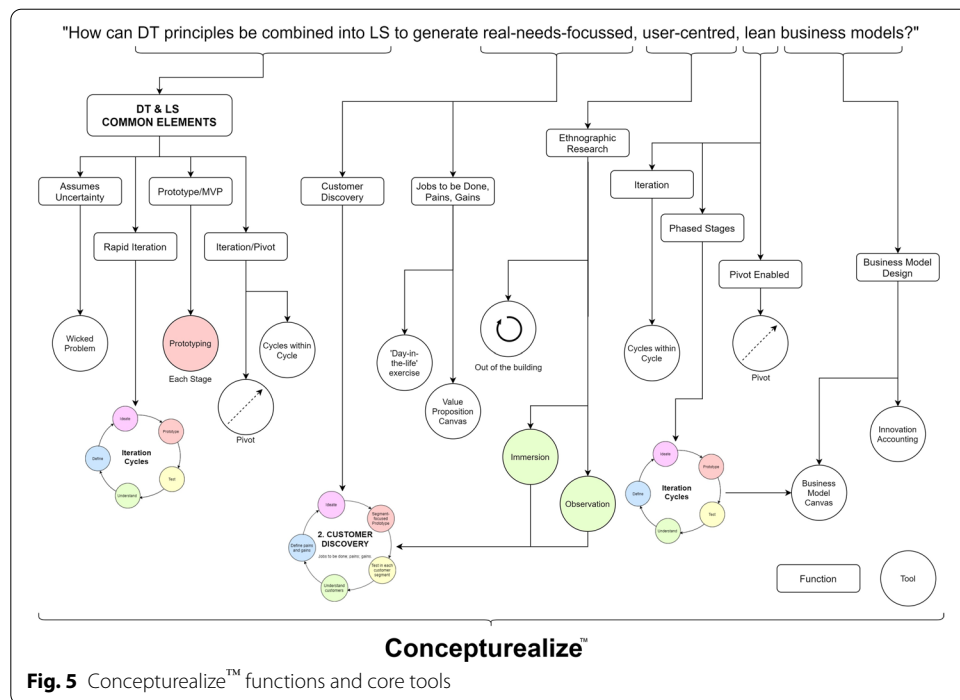 "How can DT principles be combined into LS to generate real-needs-focussed, user-centred, lean business models?"
DT & LS
COMMON ELEMENTS
Ethnographic
Research
Assumes
Uncertainty
Prototype/MVP
Customer
Discovery
Jobs to be Done,
Pains, Gains
Iteration
Phased Stages
Rapid Iteration
Iteration/Pivot
Pivot Enabled
Business Model
Design
Wicked
Problem
Prototyping
Each Stage
Cycles within
Cycle
Pivot
'Day-in-
the-life'
exercise
Value
Proposition
Canvas
Out of the building
Cycles within
Cycle
Pivot
Innovation
Accounting
Ideate
Prototype
Test
Understand
Define
Iteration
Cycles
Immersion
Observation
Ideate
Prototype
Test
Understand
Define
Iteration
Cycles
Business
Model
Canvas
Ideate
Segment-
focused
Prototype
Test in each
customer
segment
Understand
customers
Define pains
and gains
2. CUSTOMER
DISCOVERY
Jobs to be done, pains, gains.
Function
Tool
Concepturealize™
Fig. 5 Concepturealize™ functions and core tools